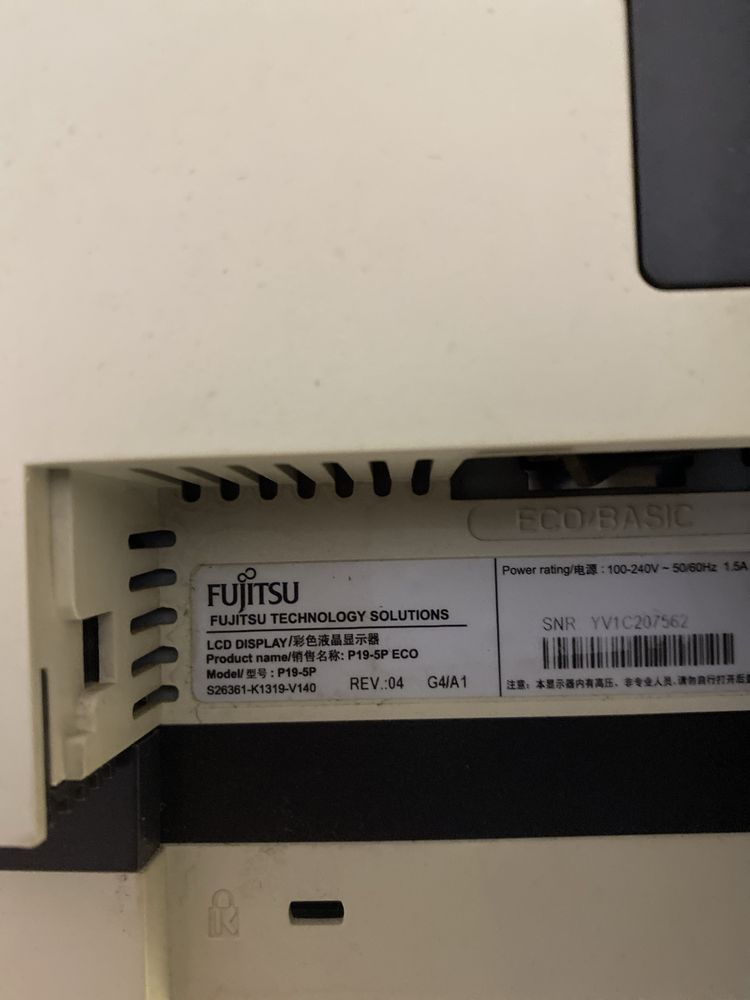 ECO BASIC
FUJITSU
FUJITSU TECHNOLOGY SOLUTIONS
LCD DISPLAY/彩色液晶显示器
Product name/销售名称: P19-5P ECO
Model/ 型号 : P19-5P
S26361-K1319-V140 REV.:04 G4/A1
Power rating/电源 : 100-240V ~ 50/60Hz 1.5A
SNR YV1C207562
注意: 本显示器内有高压、非专业人员,请勿自行打开后
K